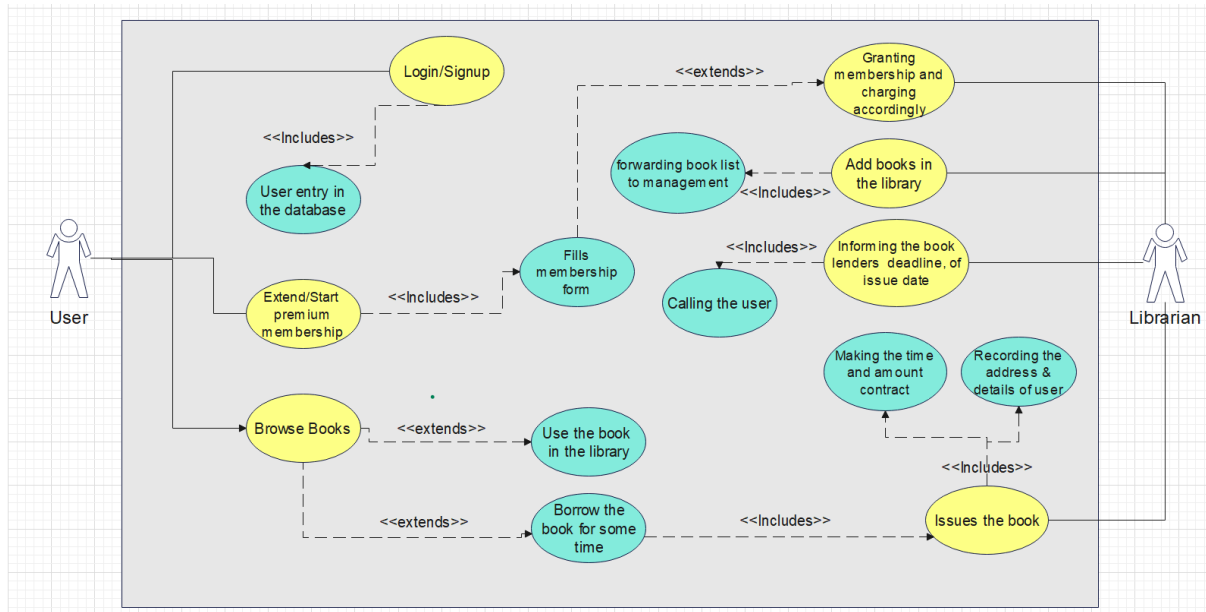 Login/Signup
<<extends>>
Granting
membership and
charging
accordingly
<<Includes>>
User entry in
the database
forwarding book list
to management
<<Includes>>
Add books in
the library
User
Extend/Start
premium
membership
<<Includes>>
Fills
membership
form
<<Includes>>
Calling the user
Informing the book
lenders deadline, of
issue date
Librarian
Making the time
and amount
contract
Recording the
address &
details of user
Browse Books
<<extends>>
Use the book
in the library
<<extends>>
Borrow the
book for some
time
<<Includes>>
<<Includes>>
Issues the book